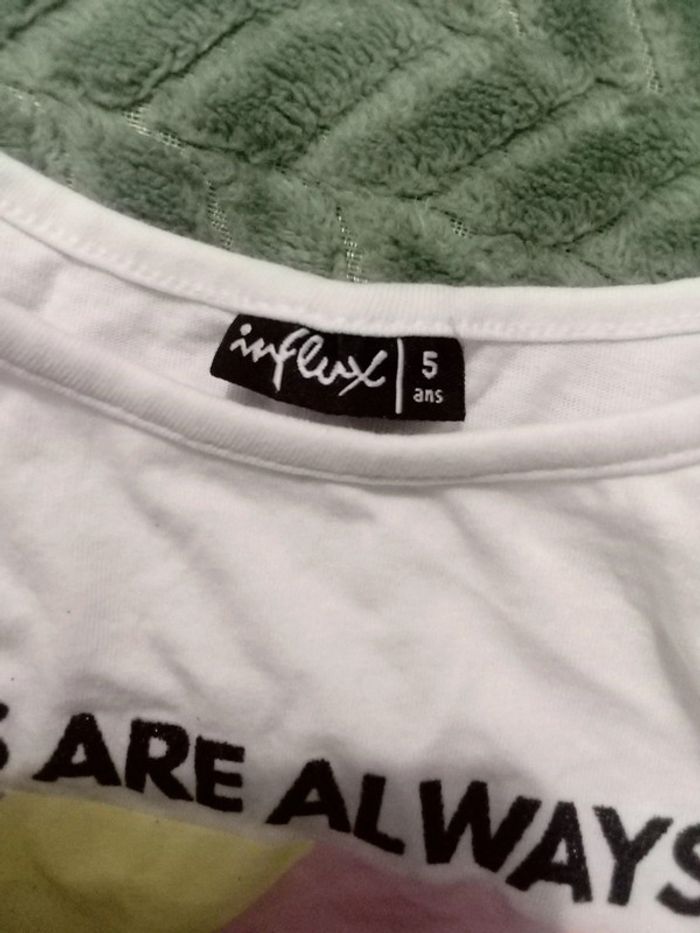 influx 5
ans
ARE ALWAYS